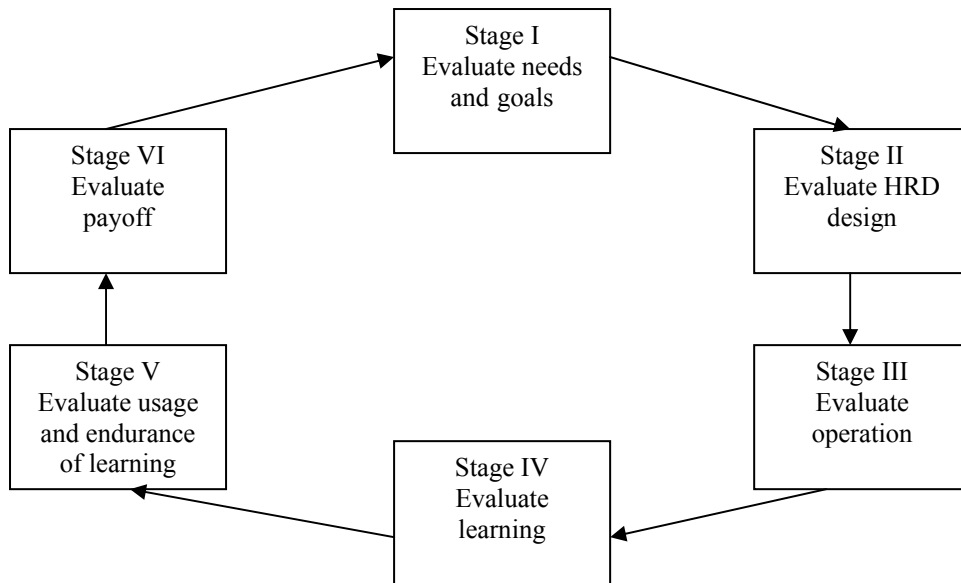 Stage I
Evaluate needs
and goals
Stage II
Evaluate HRD
design
Stage III
Evaluate
operation
Stage IV
Evaluate
learning
Stage V
Evaluate usage
and endurance
of learning
Stage VI
Evaluate
payoff